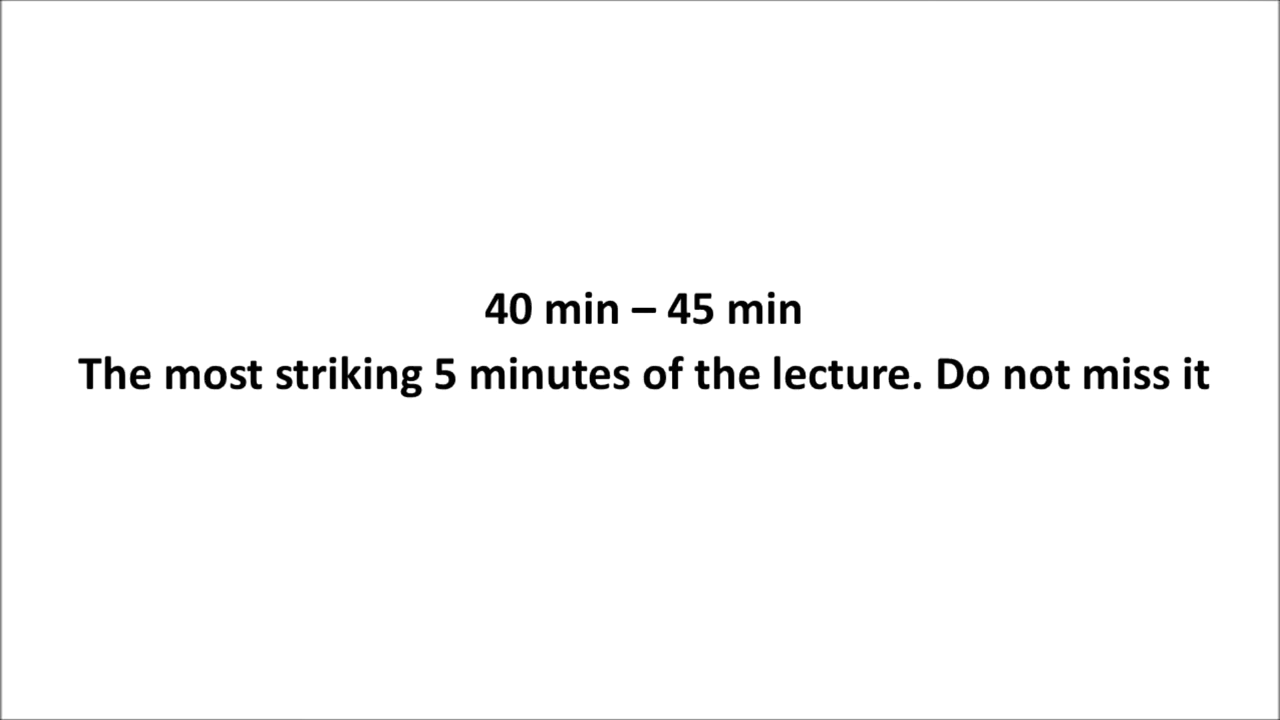 40 min – 45 min
The most striking 5 minutes of the lecture. Do not miss it